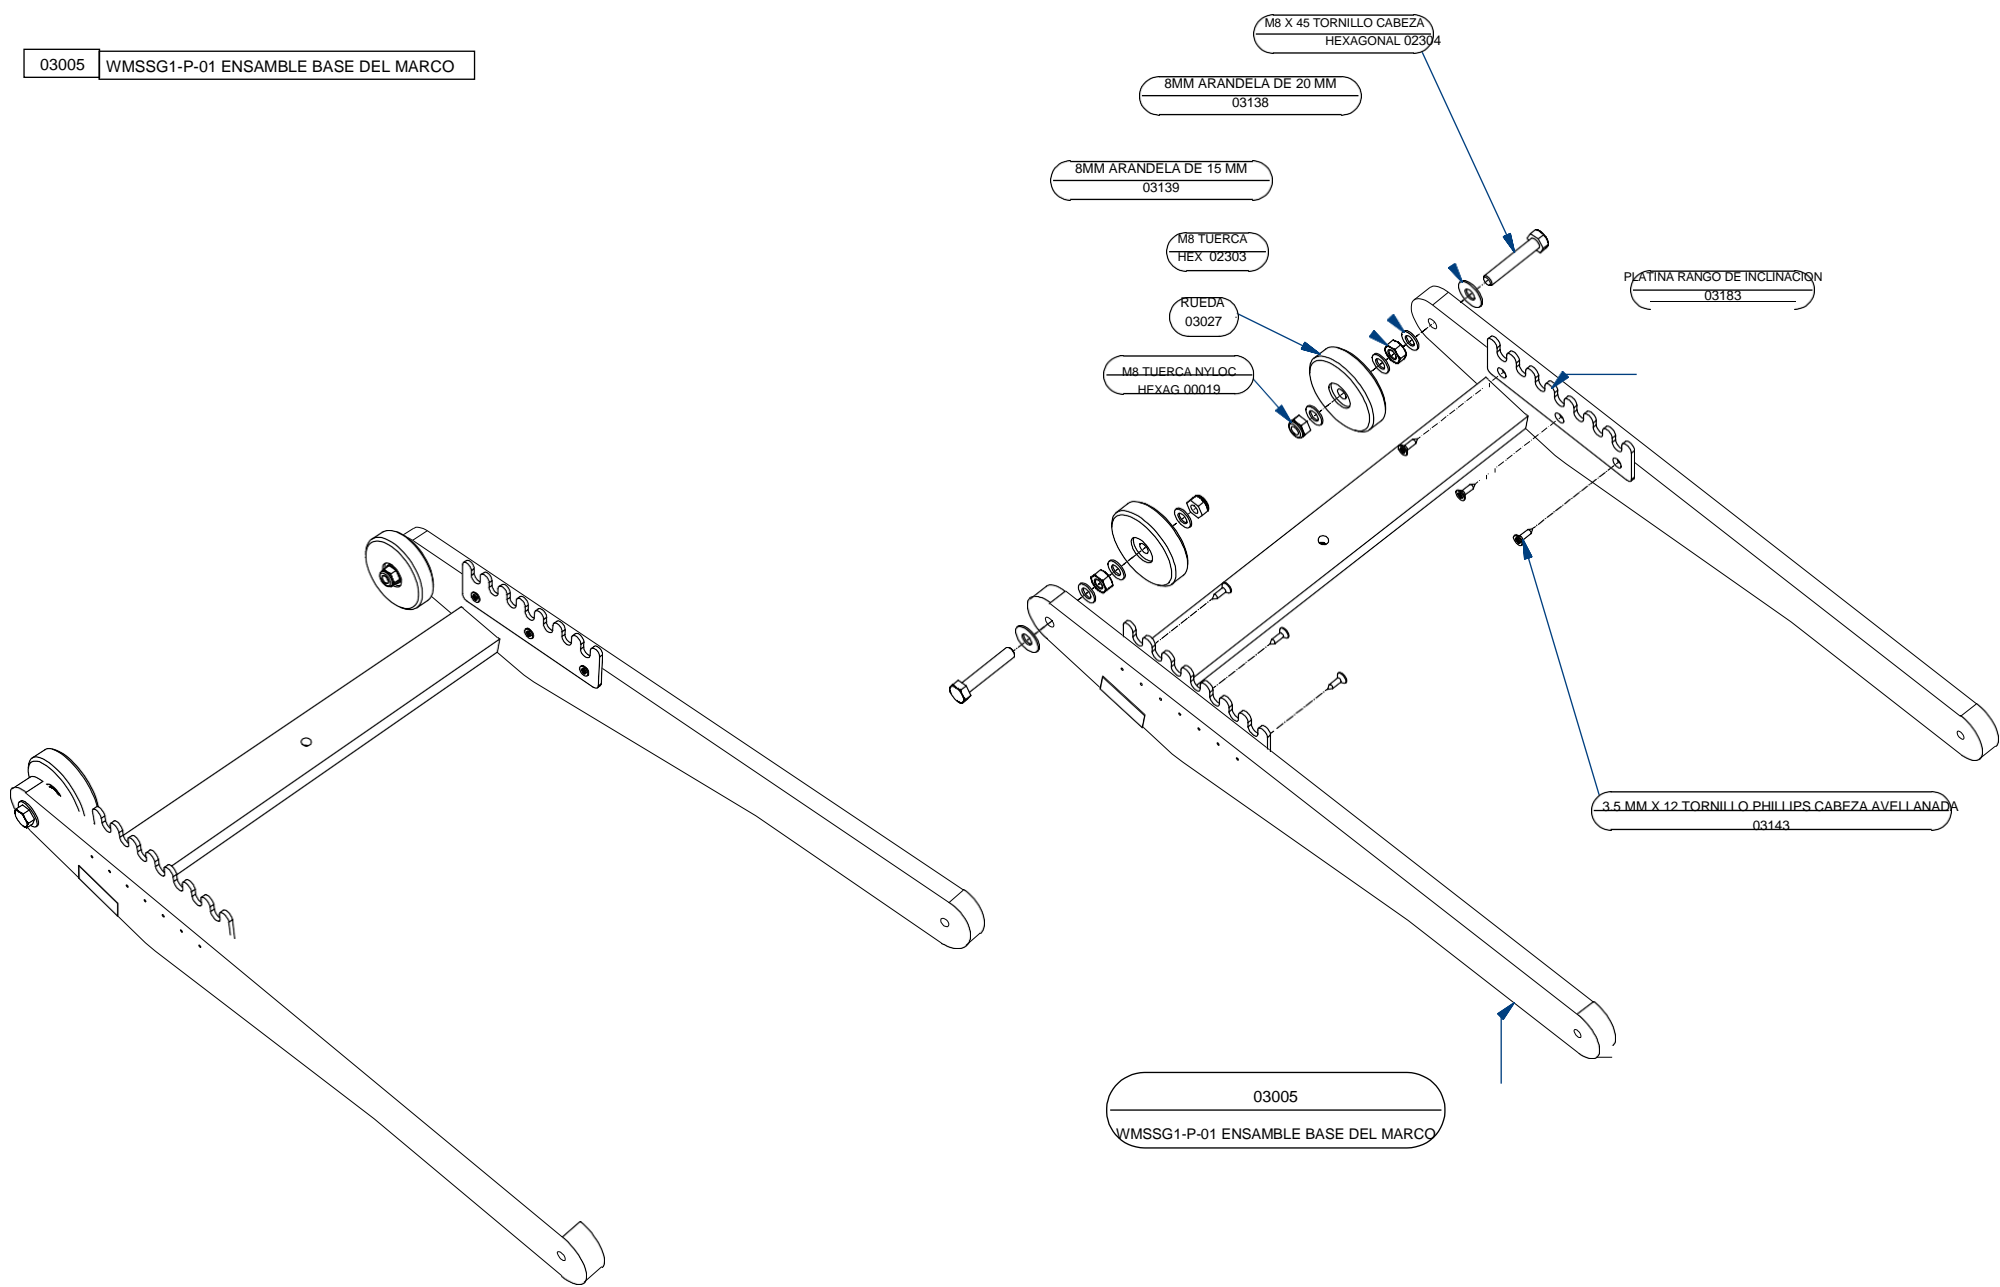 03005 WMSSG1-P-01 ENSAMBLE BASE DEL MARCO
M8 X 45 TORNILLO CABEZA
HEXAGONAL 02304
8MM ARANDELA DE 20 MM
03138
8MM ARANDELA DE 15 MM
03139
M8 TUERCA
HEX 02303
RUEDA
03027
M8 TUERCA NYLOC
HEXAG 00019
PLATINA RANGO DE INCLINACION
03183
3.5 MM X 12 TORNILLO PHILLIPS CABEZA AVELLANADA
03143
03005
WMSSG1-P-01 ENSAMBLE BASE DEL MARCO